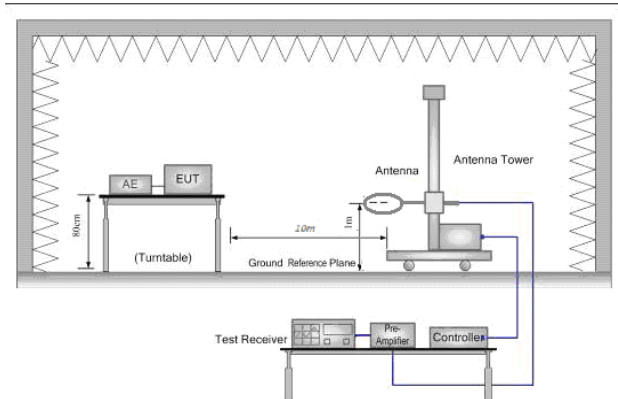 Antenna
Antenna Tower
AE
EUT
80cm
10m
1m
(Turntable)
Ground Reference Plane
Test Receiver
Pre-
Amplifier
Controller